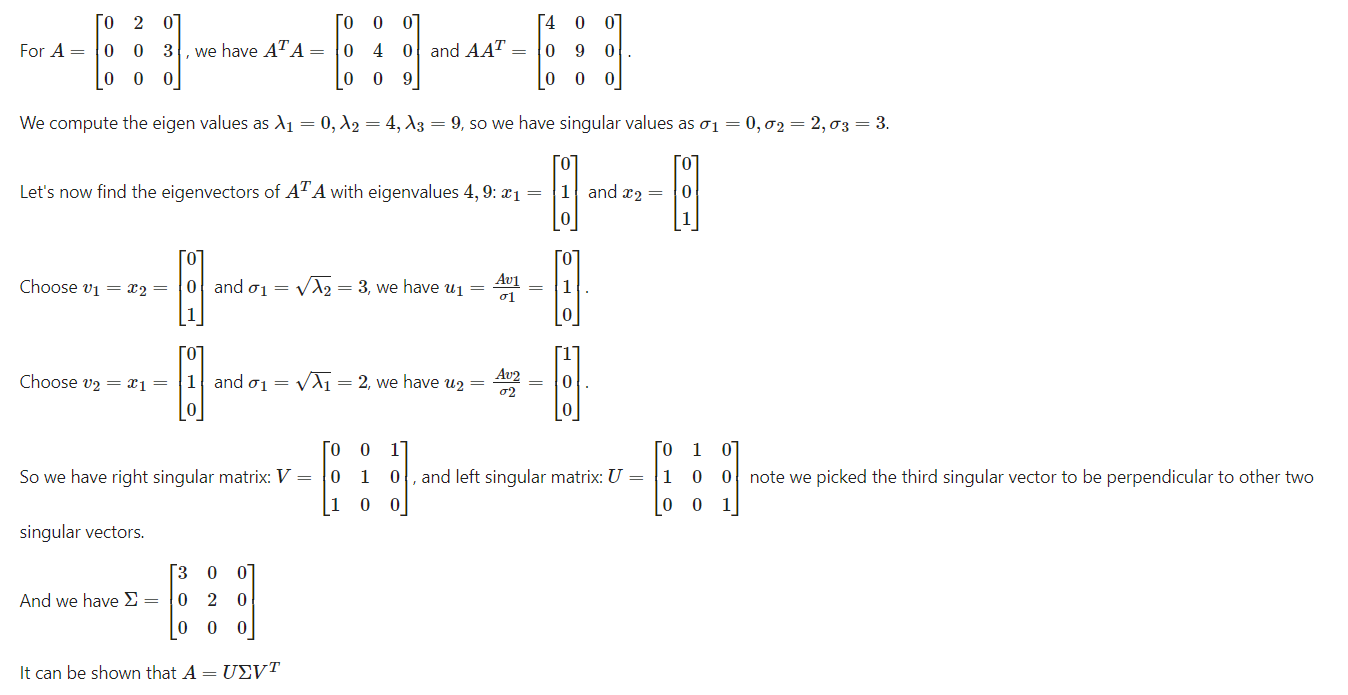 For $A = \begin{bmatrix} 0 & 2 & 0 \\ 0 & 0 & 3 \\ 0 & 0 & 0 \end{bmatrix}$, we have $A^T A = \begin{bmatrix} 0 & 0 & 0 \\ 0 & 4 & 0 \\ 0 & 0 & 9 \end{bmatrix}$ and $AA^T = \begin{bmatrix} 4 & 0 & 0 \\ 0 & 9 & 0 \\ 0 & 0 & 0 \end{bmatrix}$.
We compute the eigen values as $\lambda_1 = 0, \lambda_2 = 4, \lambda_3 = 9$, so we have singular values as $\sigma_1 = 0, \sigma_2 = 2, \sigma_3 = 3$.
Let's now find the eigenvectors of $A^T A$ with eigenvalues $4, 9$: $x_1 = \begin{bmatrix} 0 \\ 1 \\ 0 \end{bmatrix}$ and $x_2 = \begin{bmatrix} 0 \\ 0 \\ 1 \end{bmatrix}$
Choose $v_1 = x_2 = \begin{bmatrix} 0 \\ 0 \\ 1 \end{bmatrix}$ and $\sigma_1 = \sqrt{\lambda_2} = 3$, we have $u_1 = \frac{Av1}{\sigma 1} = \begin{bmatrix} 0 \\ 1 \\ 0 \end{bmatrix}$.
Choose $v_2 = x_1 = \begin{bmatrix} 0 \\ 1 \\ 0 \end{bmatrix}$ and $\sigma_1 = \sqrt{\lambda_1} = 2$, we have $u_2 = \frac{Av2}{\sigma 2} = \begin{bmatrix} 1 \\ 0 \\ 0 \end{bmatrix}$.
So we have right singular matrix: $V = \begin{bmatrix} 0 & 0 & 1 \\ 0 & 1 & 0 \\ 1 & 0 & 0 \end{bmatrix}$, and left singular matrix: $U = \begin{bmatrix} 0 & 1 & 0 \\ 1 & 0 & 0 \\ 0 & 0 & 1 \end{bmatrix}$ note we picked the third singular vector to be perpendicular to other two
singular vectors.
And we have $\Sigma = \begin{bmatrix} 3 & 0 & 0 \\ 0 & 2 & 0 \\ 0 & 0 & 0 \end{bmatrix}$
It can be shown that $A = U\Sigma V^T$